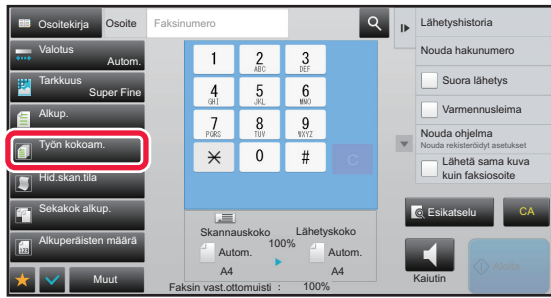 Osoitekirja
Osoite
Faksinumero
Valotus
Autom.
Tarkkuus
Super Fine
Alkup.
Työn kokoam.
Hid.skan.tila
Sekakok alkup.
Alkuperäisten määrä
Muut
1
2
ABC
3
DEF
4
GHI
5
JKL
6
MNO
7
PQRS
8
TUV
9
WXYZ
0
#
C
Skannauskoko
Lähetyskoko
100%
Autom.
A4
Autom.
A4
Faksin vast.ottomuisti :
100%
Lähetyshistoria
Nouda hakunumero
Suora lähetys
Varmennusleima
Nouda ohjelma
Nouda rekisteröidyt asetukset
Lähetä sama kuva
kuin faksiosoite
Esikatselu
CA
Kaiutin
Aloita